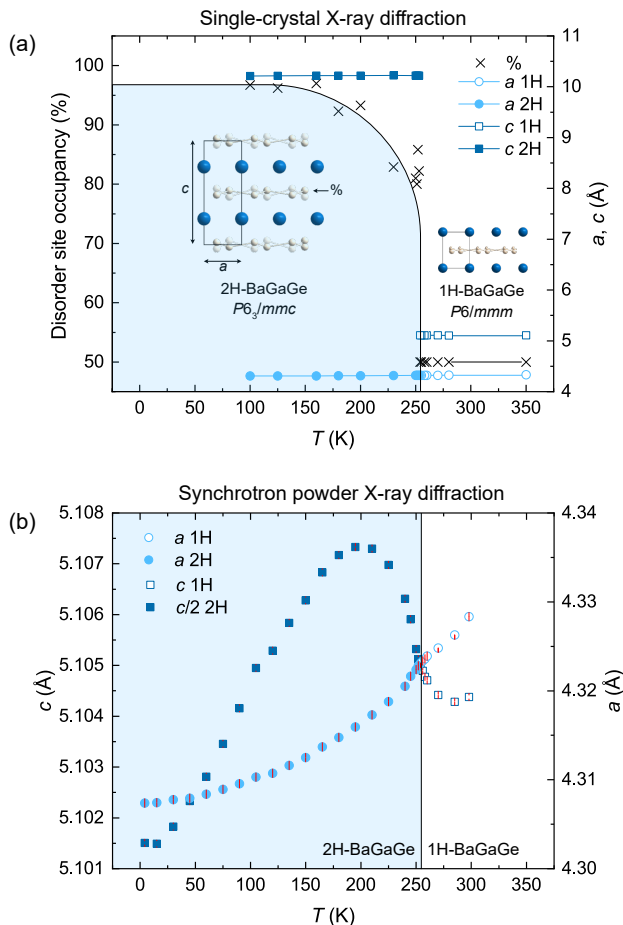 Single-crystal X-ray diffraction
(a)
Disorder site occupancy (%)
100
90
80
70
60
50
11
10
9
8
7
6
5
4
a, c (Å)
%
a 1H
a 2H
c 1H
c 2H
c
%
a
2H-BaGaGe
P6₃/mmc
1H-BaGaGe
P6/mmm
0 50 100 150 200 250 300 350
T (K)
Synchrotron powder X-ray diffraction
(b)
c (Å)
5.108
5.107
5.106
5.105
5.104
5.103
5.102
5.101
4.34
4.33
4.32
4.31
4.30
a (Å)
a 1H
a 2H
c 1H
c/2 2H
2H-BaGaGe
1H-BaGaGe
0 50 100 150 200 250 300 350
T (K)